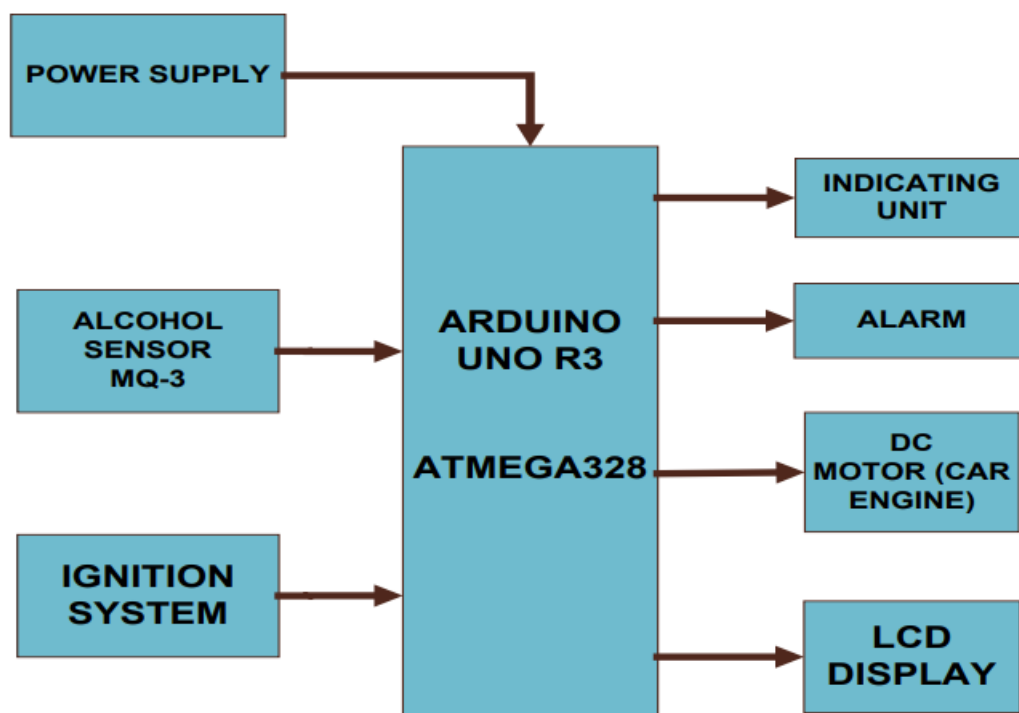 POWER SUPPLY
ALCOHOL
SENSOR
MQ-3
IGNITION
SYSTEM
ARDUINO
UNO R3
ATMEGA328
INDICATING
UNIT
ALARM
DC
MOTOR (CAR
ENGINE)
LCD
DISPLAY